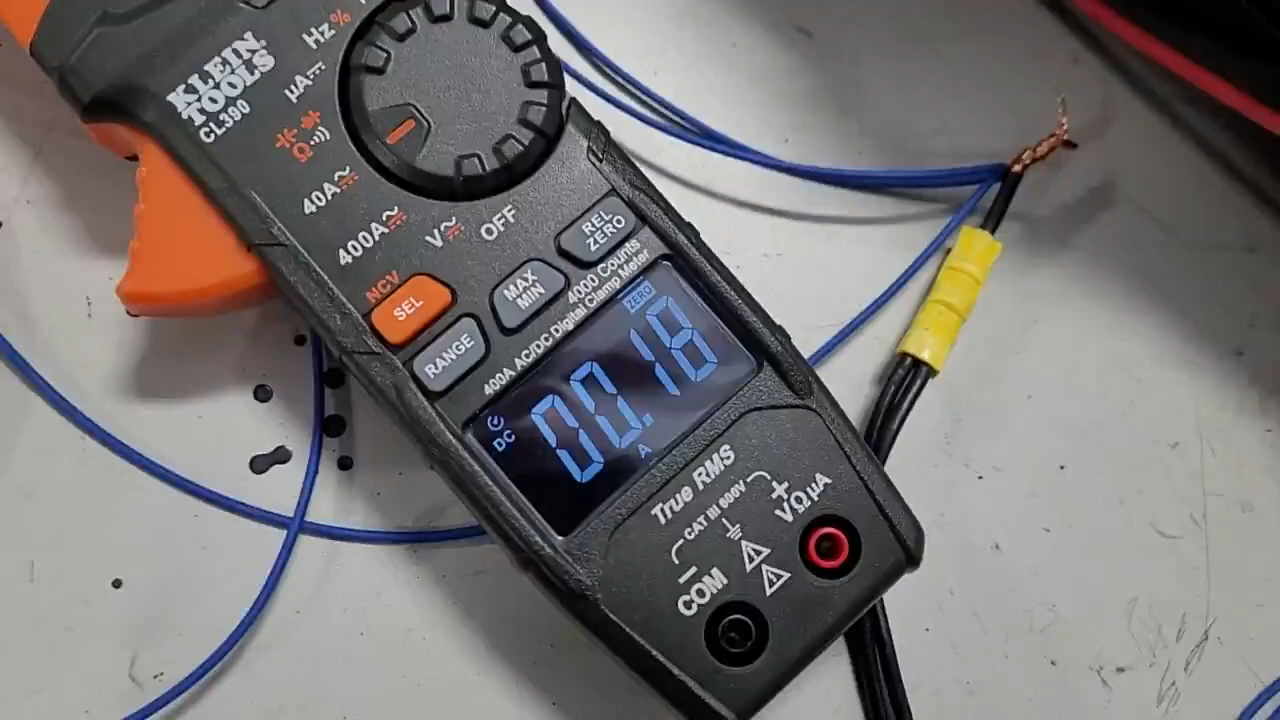 KLEIN
TOOLS
CL390
Hz%
μA
Ω
40A
400A
V
OFF
NCV
SEL
RANGE
MAX
MIN
REL
ZERO
4000 Counts
400A AC/DC Digital Clamp Meter
ZERO
DC
00.18
A
True RMS
CAT III 600V
COM
VΩμA